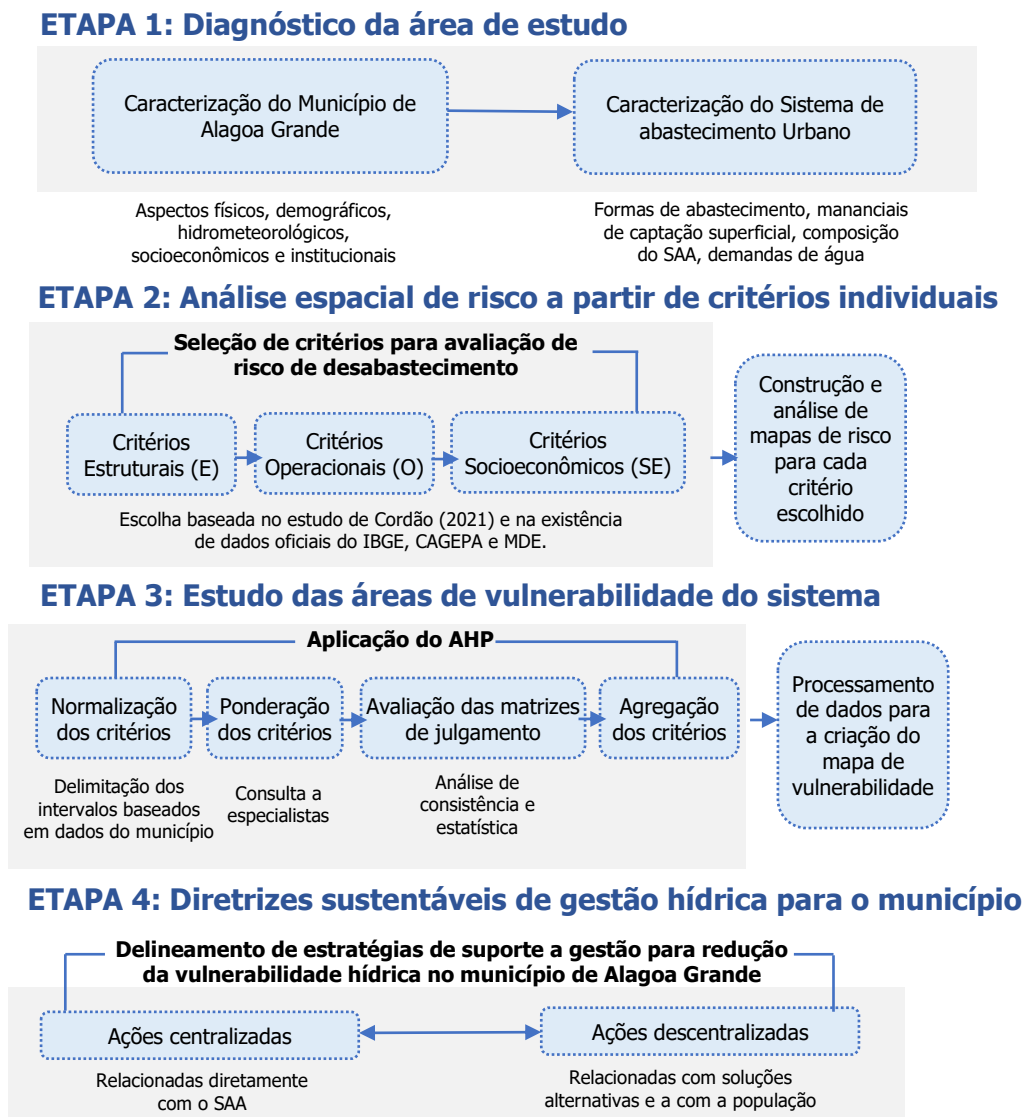 ETAPA 1: Diagnóstico da área de estudo
Caracterização do Município de
Alagoa Grande
Caracterização do Sistema de
abastecimento Urbano
Aspectos físicos, demográficos,
hidrometeorológicos,
socioeconômicos e institucionais
Formas de abastecimento, mananciais
de captação superficial, composição
do SAA, demandas de água
ETAPA 2: Análise espacial de risco a partir de critérios individuais
Seleção de critérios para avaliação de
risco de desabastecimento
Critérios
Estruturais (E)
Critérios
Operacionais (O)
Critérios
Socioeconômicos (SE)
Escolha baseada no estudo de Cordão (2021) e na existência
de dados oficiais do IBGE, CAGEPA e MDE.
Construção e
análise de
mapas de risco
para cada
critério
escolhido
ETAPA 3: Estudo das áreas de vulnerabilidade do sistema
Aplicação do AHP
Normalização
dos critérios
Ponderação
dos critérios
Avaliação das matrizes
de julgamento
Agregação
dos critérios
Delimitação dos
intervalos baseados
em dados do município
Consulta a
especialistas
Análise de
consistência e
estatística
Processamento
de dados para
a criação do
mapa de
vulnerabilidade
ETAPA 4: Diretrizes sustentáveis de gestão hídrica para o município
Delineamento de estratégias de suporte a gestão para redução
da vulnerabilidade hídrica no município de Alagoa Grande
Ações centralizadas
Ações descentralizadas
Relacionadas diretamente
com o SAA
Relacionadas com soluções
alternativas e a com a população